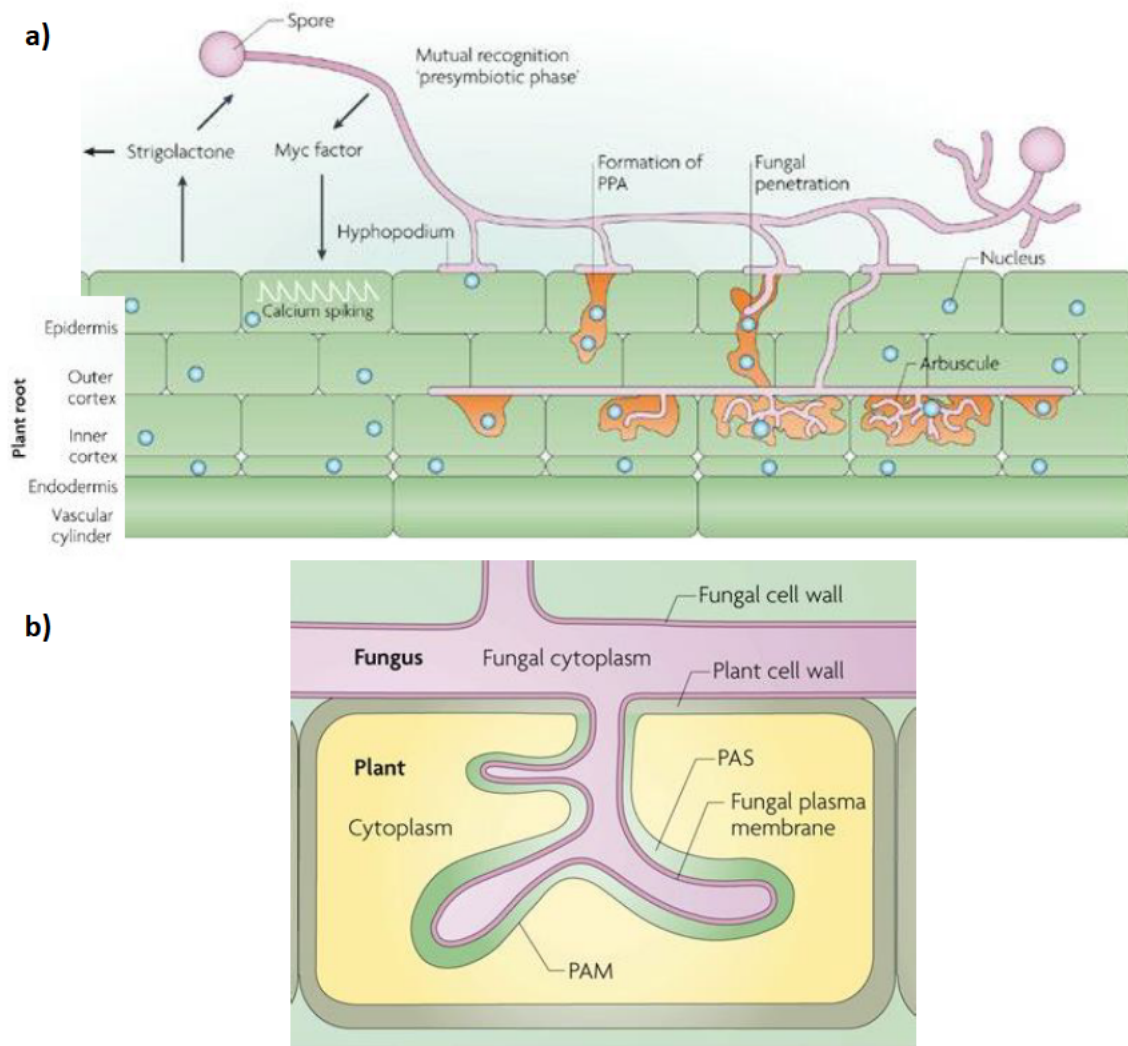 a)
Spore
Mutual recognition
'presymbiotic phase'
Strigolactone
Myc factor
Formation of
PPA
Fungal
penetration
Hyphopodium
Nucleus
Calcium spiking
Plant root
Epidermis
Outer
cortex
Arbuscule
Inner
cortex
Endodermis
Vascular
cylinder
b)
Fungal cell wall
Fungus
Fungal cytoplasm
Plant cell wall
Plant
PAS
Cytoplasm
Fungal plasma
membrane
PAM